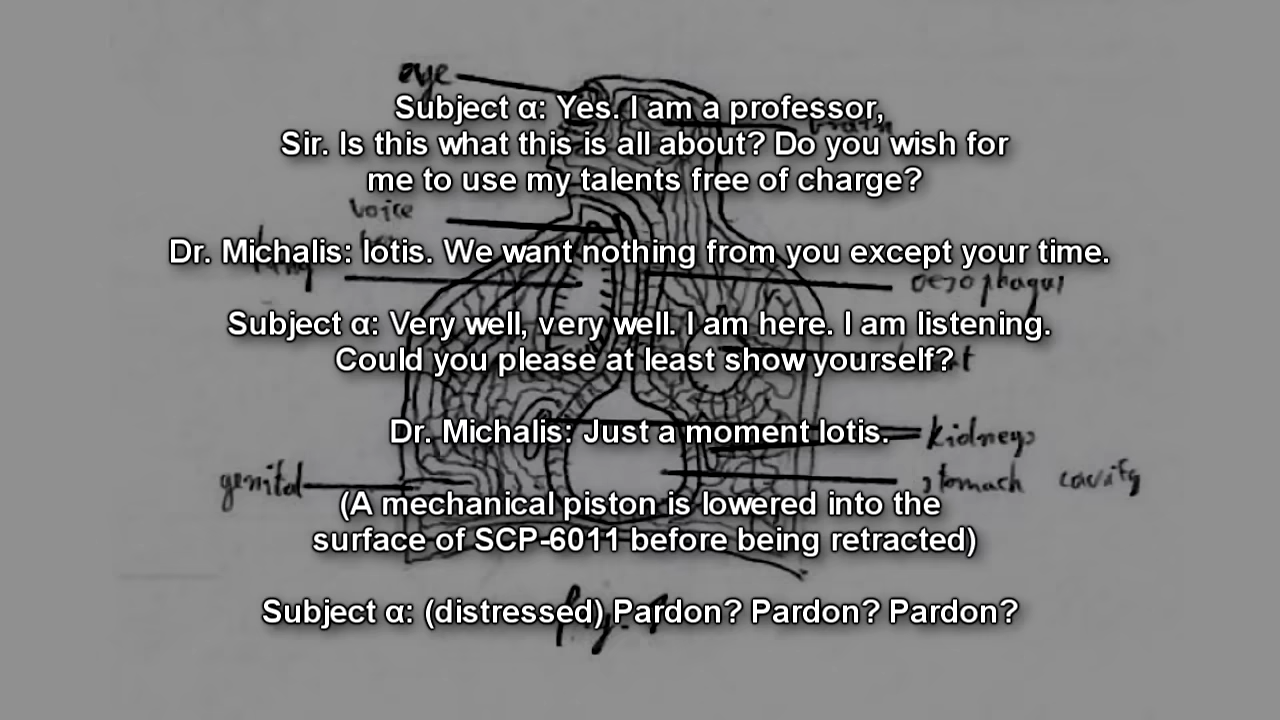 eye
Subject α: Yes. I am a professor,
Sir. Is this what this is all about? Do you wish for
me to use my talents free of charge?
voice
Dr. Michalis: Iotis. We want nothing from you except your time.
oesophagus
Subject α: Very well, very well. I am here. I am listening.
Could you please at least show yourself?
Dr. Michalis: Just a moment Iotis.
kidneys
genital
stomach cavity
(A mechanical piston is lowered into the
surface of SCP-6011 before being retracted)
Subject α: (distressed) Pardon? Pardon? Pardon?